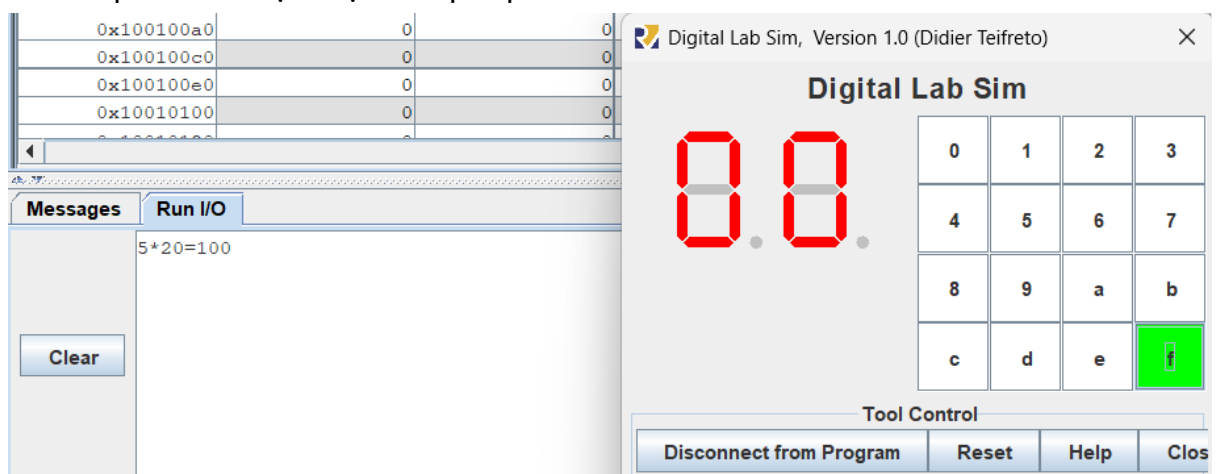 0x100100a0 0 0
0x100100c0 0 0
0x100100e0 0 0
0x10010100 0 0
Messages Run I/O
5*20=100
Clear
Digital Lab Sim, Version 1.0 (Didier Teifreto)
Digital Lab Sim
00
0 1 2 3
4 5 6 7
8 9 a b
c d e f
Tool Control
Disconnect from Program Reset Help Clos